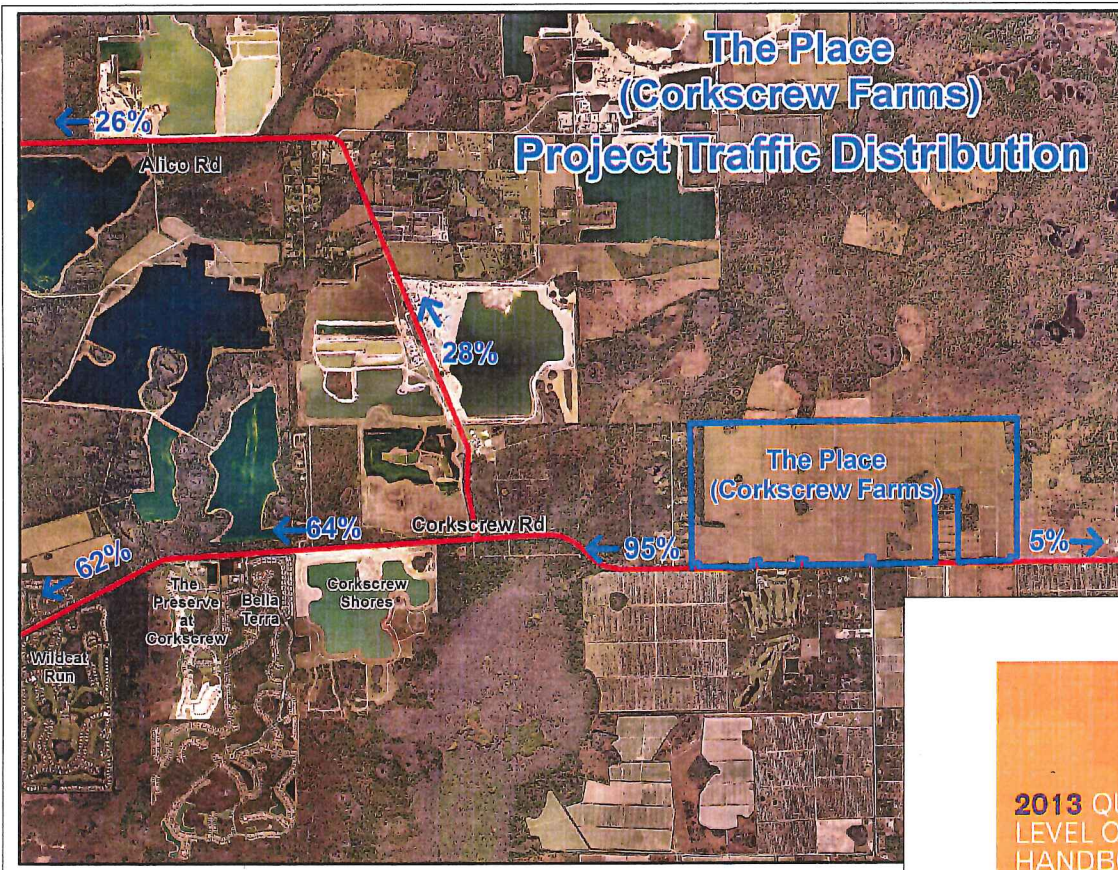 The Place
(Corkscrew Farms)
Project Traffic Distribution
26%
Alico Rd
28%
The Place
(Corkscrew Farms)
Corkscrew Rd
64%
95%
5%
62%
The
Preserve
at
Corkscrew
Bella
Terra
Corkscrew
Shores
Wildcat
Run
2013
LEVEL